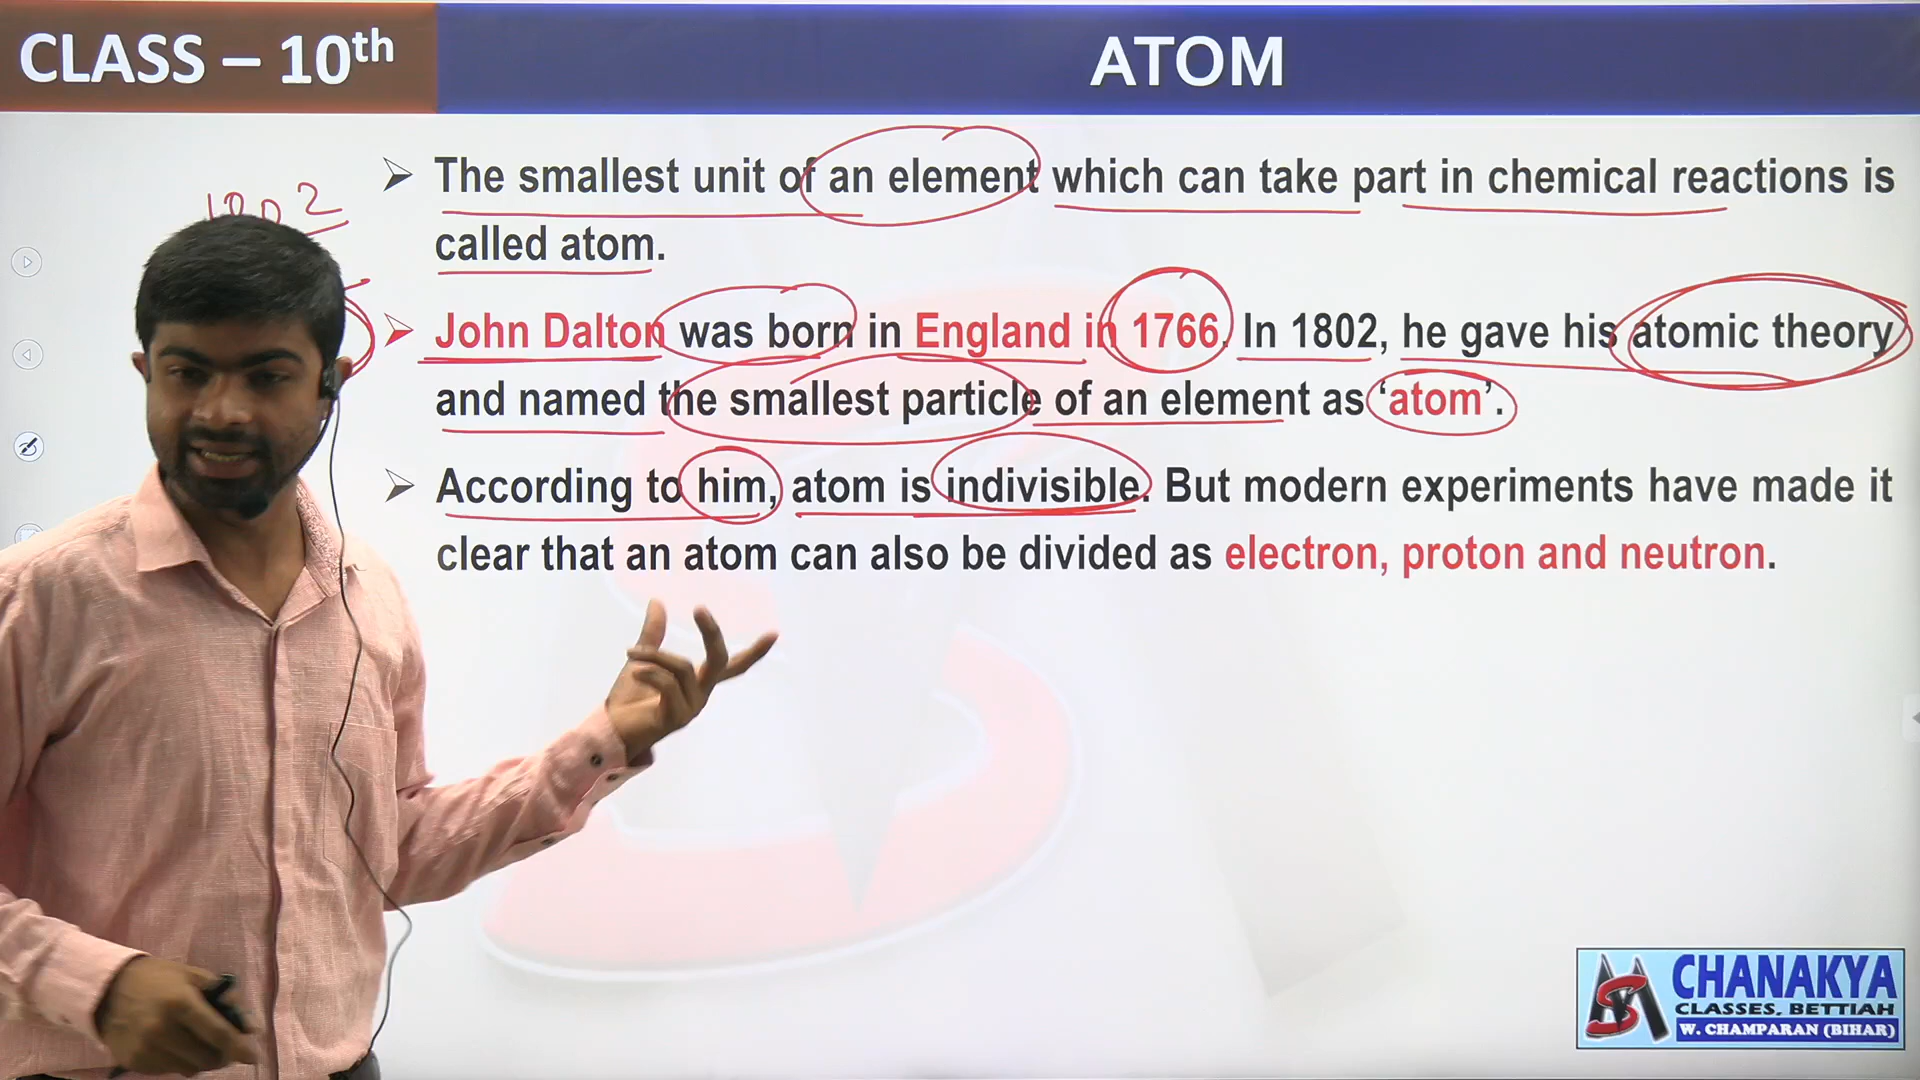 CLASS – 10th
ATOM
1802
➢ The smallest unit of an element which can take part in chemical reactions is
called atom.
➢ John Dalton was born in England in 1766. In 1802, he gave his atomic theory
and named the smallest particle of an element as ‘atom’.
➢ According to him, atom is indivisible. But modern experiments have made it
clear that an atom can also be divided as electron, proton and neutron.
CHANAKYA
CLASSES, BETTIAH
W. CHAMPARAN (BIHAR)